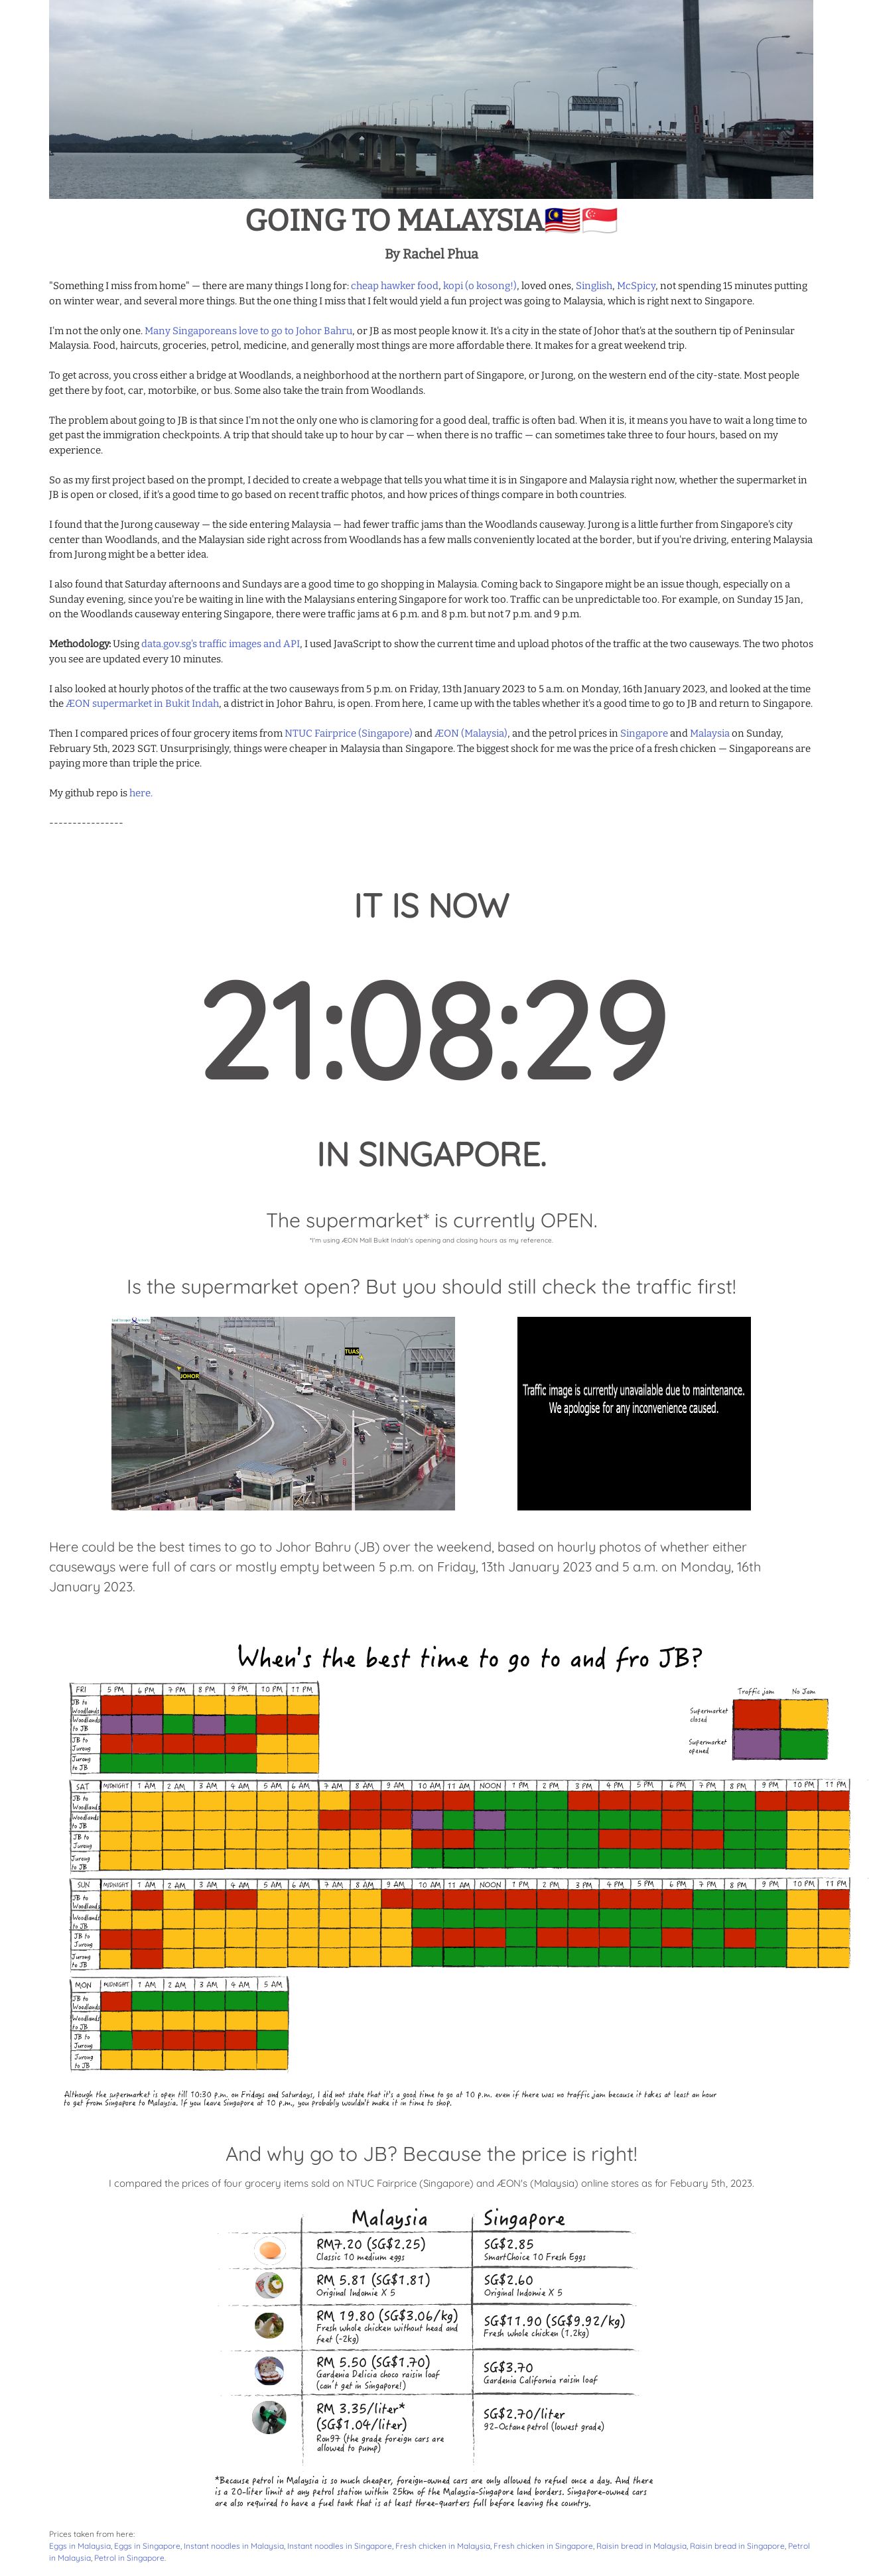 GOING TO MALAYSIA🇲🇾🇸🇬
By Rachel Phua
"Something I miss from home" — there are many things I long for: cheap hawker food, kopi (o kosong!), loved ones, Singlish, McSpicy, not spending 15 minutes putting
on winter wear, and several more things. But the one thing I miss that I felt would yield a fun project was going to Malaysia, which is right next to Singapore.
I'm not the only one. Many Singaporeans love to go to Johor Bahru, or JB as most people know it. It's a city in the state of Johor that's at the southern tip of Peninsular
Malaysia. Food, haircuts, groceries, petrol, medicine, and generally most things are more affordable there. It makes for a great weekend trip.
To get across, you cross either a bridge at Woodlands, a neighborhood at the northern part of Singapore, or Jurong, on the western end of the city-state. Most people
get there by foot, car, motorbike, or bus. Some also take the train from Woodlands.
The problem about going to JB is that since I'm not the only one who is clamoring for a good deal, traffic is often bad. When it is, it means you have to wait a long time to
get past the immigration checkpoints. A trip that should take up to hour by car — when there is no traffic — can sometimes take three to four hours, based on my
experience.
So as my first project based on the prompt, I decided to create a webpage that tells you what time it is in Singapore and Malaysia right now, whether the supermarket in
JB is open or closed, if it's a good time to go based on recent traffic photos, and how prices of things compare in both countries.
I found that the Jurong causeway — the side entering Malaysia — had fewer traffic jams than the Woodlands causeway. Jurong is a little further from Singapore's city
center than Woodlands, and the Malaysian side right across from Woodlands has a few malls conveniently located at the border, but if you're driving, entering Malaysia
from Jurong might be a better idea.
I also found that Saturday afternoons and Sundays are a good time to go shopping in Malaysia. Coming back to Singapore might be an issue though, especially on a
Sunday evening, since you're be waiting in line with the Malaysians entering Singapore for work too. Traffic can be unpredictable too. For example, on Sunday 15 Jan,
on the Woodlands causeway entering Singapore, there were traffic jams at 6 p.m. and 8 p.m. but not 7 p.m. and 9 p.m.
Methodology: Using data.gov.sg's traffic images and API, I used JavaScript to show the current time and upload photos of the traffic at the two causeways. The two photos
you see are updated every 10 minutes.
I also looked at hourly photos of the traffic at the two causeways from 5 p.m. on Friday, 13th January 2023 to 5 a.m. on Monday, 16th January 2023, and looked at the time
the ÆON supermarket in Bukit Indah, a district in Johor Bahru, is open. From here, I came up with the tables whether it's a good time to go to JB and return to Singapore.
Then I compared prices of four grocery items from NTUC Fairprice (Singapore) and ÆON (Malaysia), and the petrol prices in Singapore and Malaysia on Sunday,
February 5th, 2023 SGT. Unsurprisingly, things were cheaper in Malaysia than Singapore. The biggest shock for me was the price of a fresh chicken — Singaporeans are
paying more than triple the price.
My github repo is here.
----------------
IT IS NOW
21:08:29
IN SINGAPORE.
The supermarket* is currently OPEN.
*I'm using ÆON Mall Bukit Indah's opening and closing hours as my reference.
Is the supermarket open? But you should still check the traffic first!
JOHOR
TUAS
Traffic image is currently unavailable due to maintenance.
We apologise for any inconvenience caused.
Here could be the best times to go to Johor Bahru (JB) over the weekend, based on hourly photos of whether either
causeways were full of cars or mostly empty between 5 p.m. on Friday, 13th January 2023 and 5 a.m. on Monday, 16th
January 2023.
When's the best time to go to and fro JB?
Traffic jam No Jam
Supermarket closed
Supermarket opened
FRI 5 PM 6 PM 7 PM 8 PM 9 PM 10 PM 11 PM
JB to Woodlands
Woodlands to JB
JB to Jurong
Jurong to JB
SAT MIDNIGHT 1 AM 2 AM 3 AM 4 AM 5 AM 6 AM 7 AM 8 AM 9 AM 10 AM 11 AM NOON 1 PM 2 PM 3 PM 4 PM 5 PM 6 PM 7 PM 8 PM 9 PM 10 PM 11 PM
JB to Woodlands
Woodlands to JB
JB to Jurong
Jurong to JB
SUN MIDNIGHT 1 AM 2 AM 3 AM 4 AM 5 AM 6 AM 7 AM 8 AM 9 AM 10 AM 11 AM NOON 1 PM 2 PM 3 PM 4 PM 5 PM 6 PM 7 PM 8 PM 9 PM 10 PM 11 PM
JB to Woodlands
Woodlands to JB
JB to Jurong
Jurong to JB
MON MIDNIGHT 1 AM 2 AM 3 AM 4 AM 5 AM
JB to Woodlands
Woodlands to JB
JB to Jurong
Jurong to JB
Although the supermarket is open till 10:30 p.m. on Fridays and Saturdays, I did not state that it's a good time to go at 10 p.m. even if there was no traffic jam because it takes at least an hour
to get from Singapore to Malaysia. If you leave Singapore at 10 p.m., you probably wouldn't make it in time to shop.
And why go to JB? Because the price is right!
I compared the prices of four grocery items sold on NTUC Fairprice (Singapore) and ÆON's (Malaysia) online stores as for Febuary 5th, 2023.
Malaysia Singapore
RM7.20 (SG$2.25)
Classic 10 medium eggs
SG$2.85
SmartChoice 10 Fresh Eggs
RM 5.81 (SG$1.81)
Original Indomie X 5
SG$2.60
Original Indomie X 5
RM 19.80 (SG$3.06/kg)
Fresh whole chicken without head and
feet (~2kg)
SG$11.90 (SG$9.92/kg)
Fresh whole chicken (1.2kg)
RM 5.50 (SG$1.70)
Gardenia Delicia choco raisin loaf
(can't get in Singapore!)
SG$3.70
Gardenia California raisin loaf
RM 3.35/liter*
(SG$1.04/liter)
Ron97 (the grade foreign cars are
allowed to pump)
SG$2.70/liter
92-Octane petrol (lowest grade)
*Because petrol in Malaysia is so much cheaper, foreign-owned cars are only allowed to refuel once a day. And there
is a 20-liter limit at any petrol station within 25km of the Malaysia-Singapore land borders. Singapore-owned cars
are also required to have a fuel tank that is at least three-quarters full before leaving the country.
Prices taken from here:
Eggs in Malaysia, Eggs in Singapore, Instant noodles in Malaysia, Instant noodles in Singapore, Fresh chicken in Malaysia, Fresh chicken in Singapore, Raisin bread in Malaysia, Raisin bread in Singapore, Petrol
in Malaysia, Petrol in Singapore.